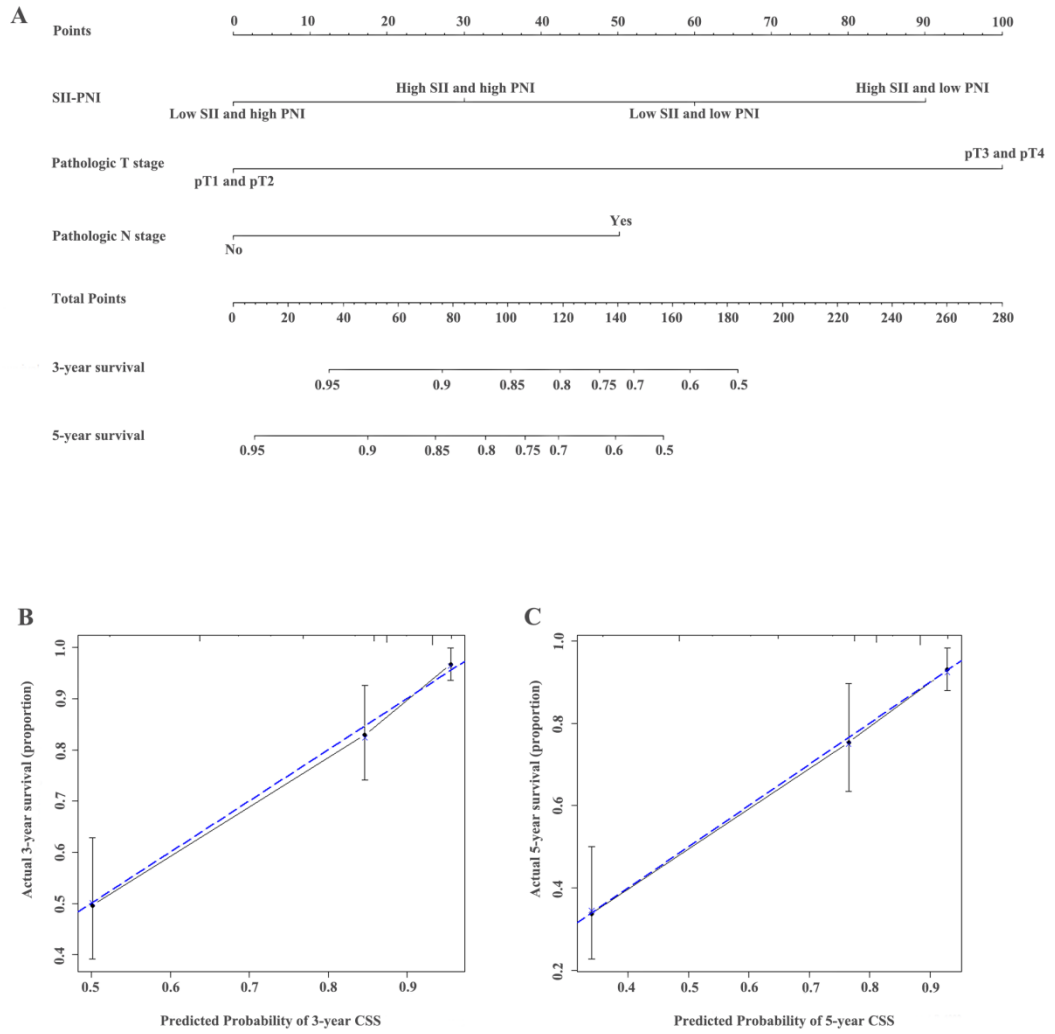 A
Points
0 10 20 30 40 50 60 70 80 90 100
SII-PNI
High SII and high PNI High SII and low PNI
Low SII and high PNI Low SII and low PNI
Pathologic T stage
pT3 and pT4
pT1 and pT2
Pathologic N stage
Yes
No
Total Points
0 20 40 60 80 100 120 140 160 180 200 220 240 260 280
3-year survival
0.95 0.9 0.85 0.8 0.75 0.7 0.6 0.5
5-year survival
0.95 0.9 0.85 0.8 0.75 0.7 0.6 0.5
B
Actual 3-year survival (proportion)
1.0
0.9
0.8
0.7
0.6
0.5
0.4
0.5 0.6 0.7 0.8 0.9
Predicted Probability of 3-year CSS
C
Actual 5-year survival (proportion)
1.0
0.8
0.6
0.4
0.2
0.4 0.5 0.6 0.7 0.8 0.9
Predicted Probability of 5-year CSS